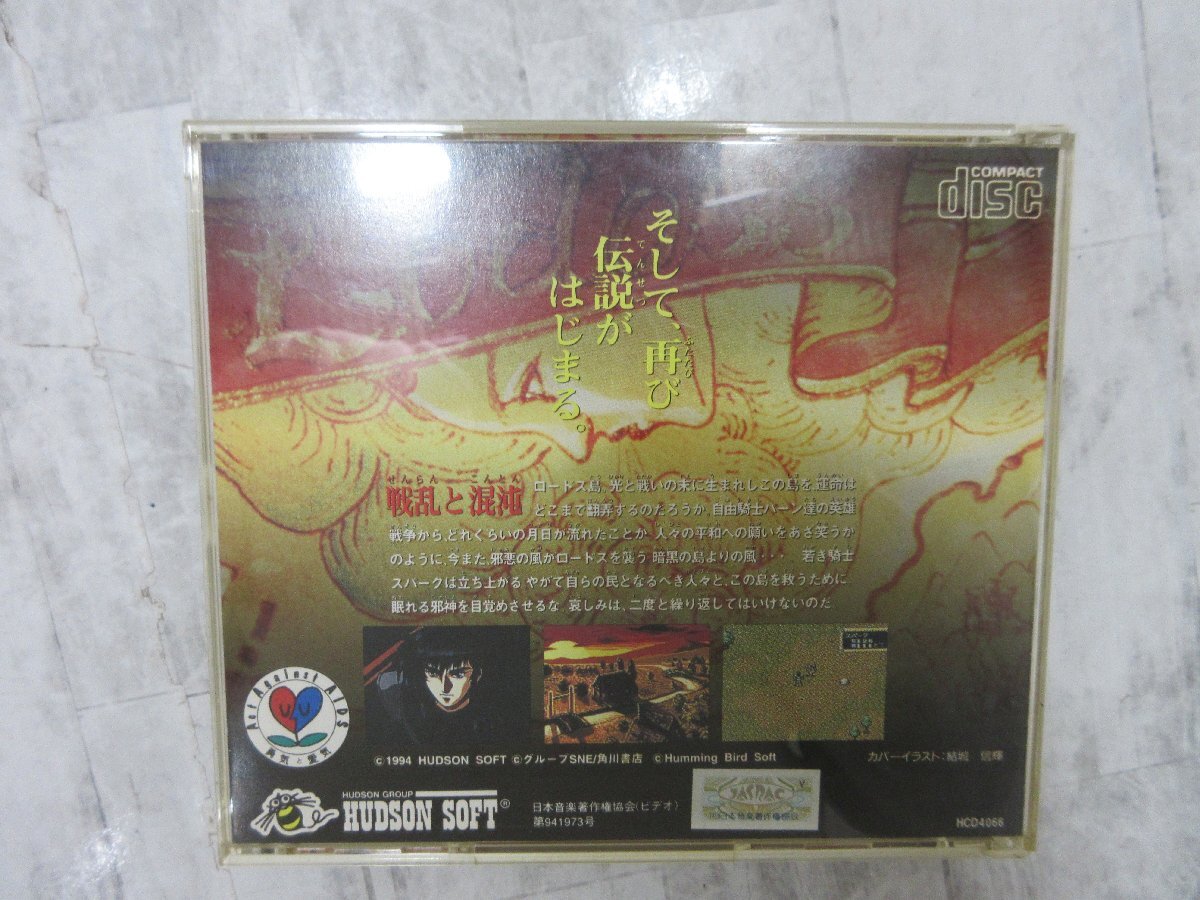 COMPACT
disc
そして、再び
伝説が
はじまる。
戦乱と混沌
ロードス島。光と戦いの末に生まれしこの島を、運命は
どこまで翻弄するのだろうか。自由騎士パーン達の英雄
戦争から、どれくらいの月日が流れたことか。人々の平和への願いをあざ笑うか
のように、今また、邪悪の風がロードスを襲う。暗黒の島よりの風・・・ 若き騎士
スパークは立ち上がる。やがて自らの民となるべき人々と、この島を救うために。
眠れる邪神を目覚めさせるな。哀しみは、二度と繰り返してはいけないのだ。
Act Against AIDS
勇気と愛気
©1994 HUDSON SOFT ©グループSNE/角川書店 ©Humming Bird Soft
カバーイラスト：結城 信輝
HUDSON GROUP
HUDSON SOFT®
日本音楽著作権協会(ビデオ)
第941973号
JASRAC
HCD4066